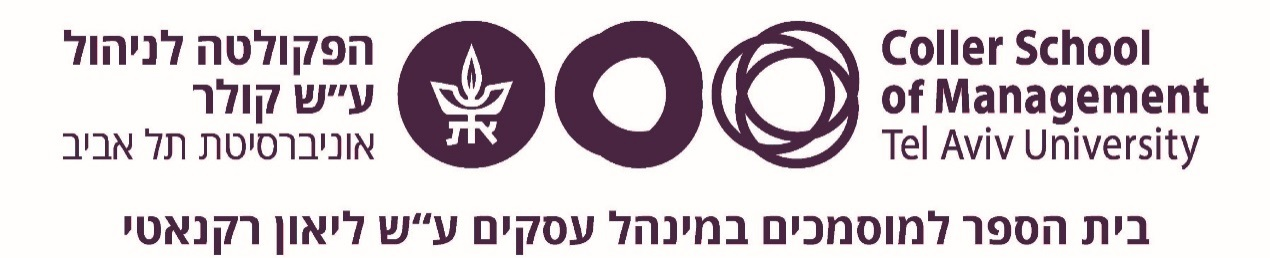 הפקולטה לניהול
ע״ש קולר
אוניברסיטת תל אביב
את
Coller School
of Management
Tel Aviv University
בית הספר למוסמכים במינהל עסקים ע״ש ליאון רקנאטי